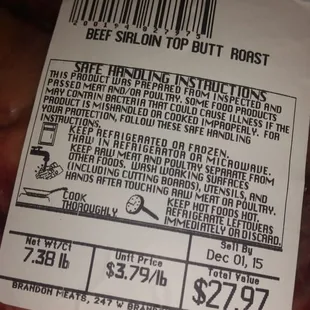 BEEF SIRLOIN TOP BUTT ROAST
SAFE HANDLING INSTRUCTIONS
THIS PRODUCT WAS PREPARED FROM INSPECTED AND
PASSED MEAT AND/OR POULTRY. SOME FOOD PRODUCTS
MAY CONTAIN BACTERIA THAT COULD CAUSE ILLNESS IF THE
PRODUCT IS MISHANDLED OR COOKED IMPROPERLY. FOR
YOUR PROTECTION, FOLLOW THESE SAFE HANDLING
INSTRUCTIONS.
KEEP REFRIGERATED OR FROZEN.
THAW IN REFRIGERATOR OR MICROWAVE.
KEEP RAW MEAT AND POULTRY SEPARATE FROM
OTHER FOODS. WASH WORKING SURFACES
(INCLUDING CUTTING BOARDS), UTENSILS, AND
HANDS AFTER TOUCHING RAW MEAT OR POULTRY.
COOK
THOROUGHLY
KEEP HOT FOODS HOT.
REFRIGERATE LEFTOVERS
IMMEDIATELY OR DISCARD.
Sell By
Dec 01, 15
Net Wt/Ct
7.38 lb
Unit Price
$3.79/lb
Total Value
$27.97
BRANDON MEATS, 247 W